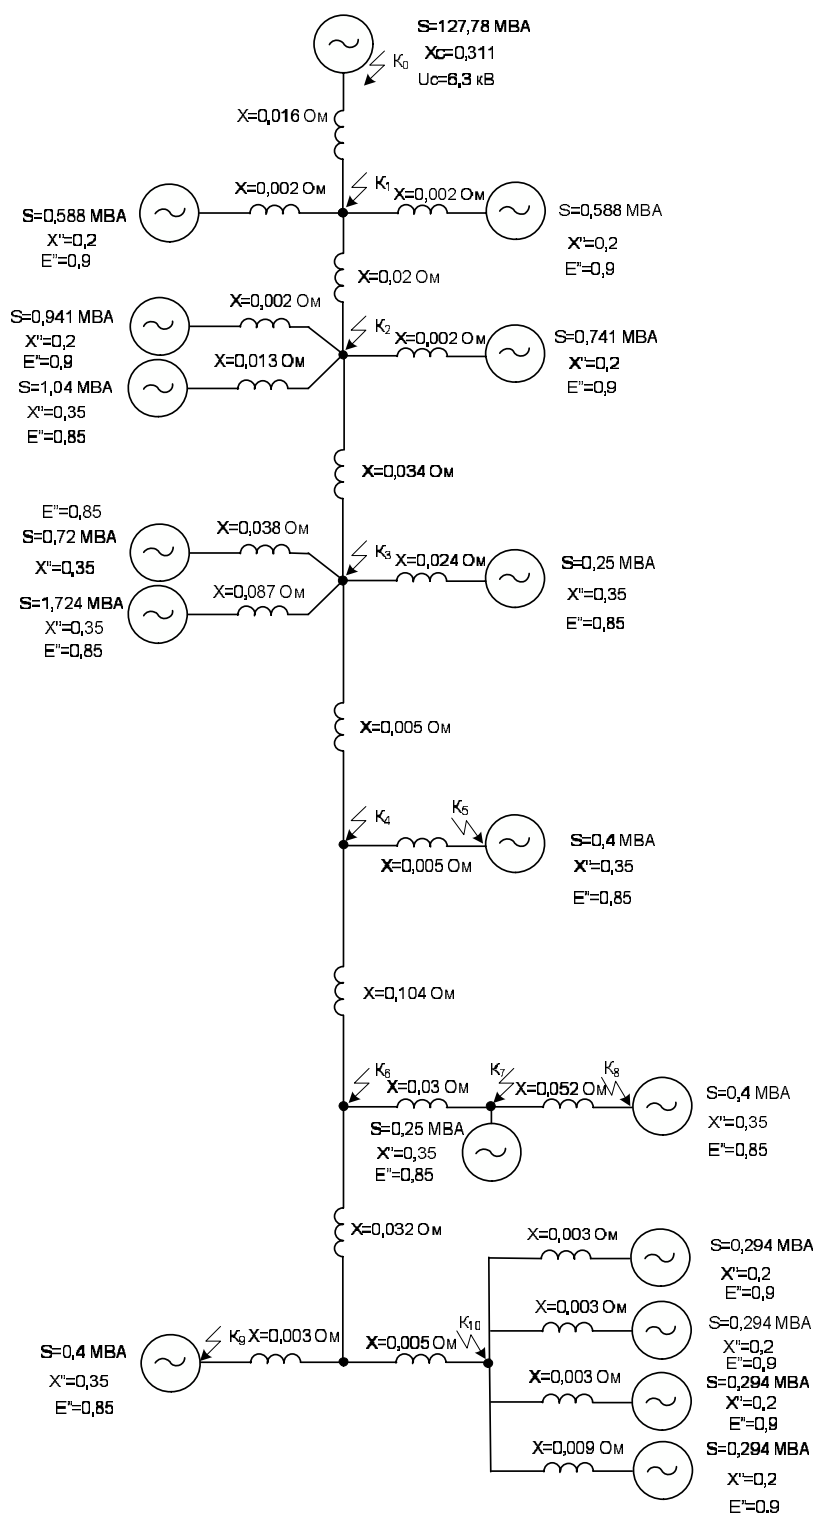 S=127,78 МВА
Xc=0,311
Uc=6,3 кВ
K0
X=0,016 Ом
X=0,002 Ом
K1
X=0,002 Ом
S=0,588 МВА
X"=0,2
E"=0,9
S=0,588 МВА
X"=0,2
E"=0,9
X=0,02 Ом
X=0,002 Ом
S=0,941 МВА
X"=0,2
E"=0,9
K2
X=0,002 Ом
S=0,741 МВА
X"=0,2
E"=0,9
X=0,013 Ом
S=1,04 МВА
X"=0,35
E"=0,85
X=0,034 Ом
E"=0,85
S=0,72 МВА
X"=0,35
X=0,038 Ом
K3
X=0,024 Ом
S=0,25 МВА
X"=0,35
E"=0,85
X=0,087 Ом
S=1,724 МВА
X"=0,35
E"=0,85
X=0,005 Ом
K4
K5
X=0,005 Ом
S=0,4 МВА
X"=0,35
E"=0,85
X=0,104 Ом
K6
X=0,03 Ом
K7
X=0,052 Ом
K8
S=0,4 МВА
X"=0,35
E"=0,85
S=0,25 МВА
X"=0,35
E"=0,85
X=0,032 Ом
X=0,003 Ом
S=0,294 МВА
X"=0,2
E"=0,9
X=0,003 Ом
S=0,294 МВА
X"=0,2
E"=0,9
K9 X=0,003 Ом
S=0,4 МВА
X"=0,35
E"=0,85
X=0,005 Ом
K10
X=0,003 Ом
S=0,294 МВА
X"=0,2
E"=0,9
X=0,009 Ом
S=0,294 МВА
X"=0,2
E"=0,9